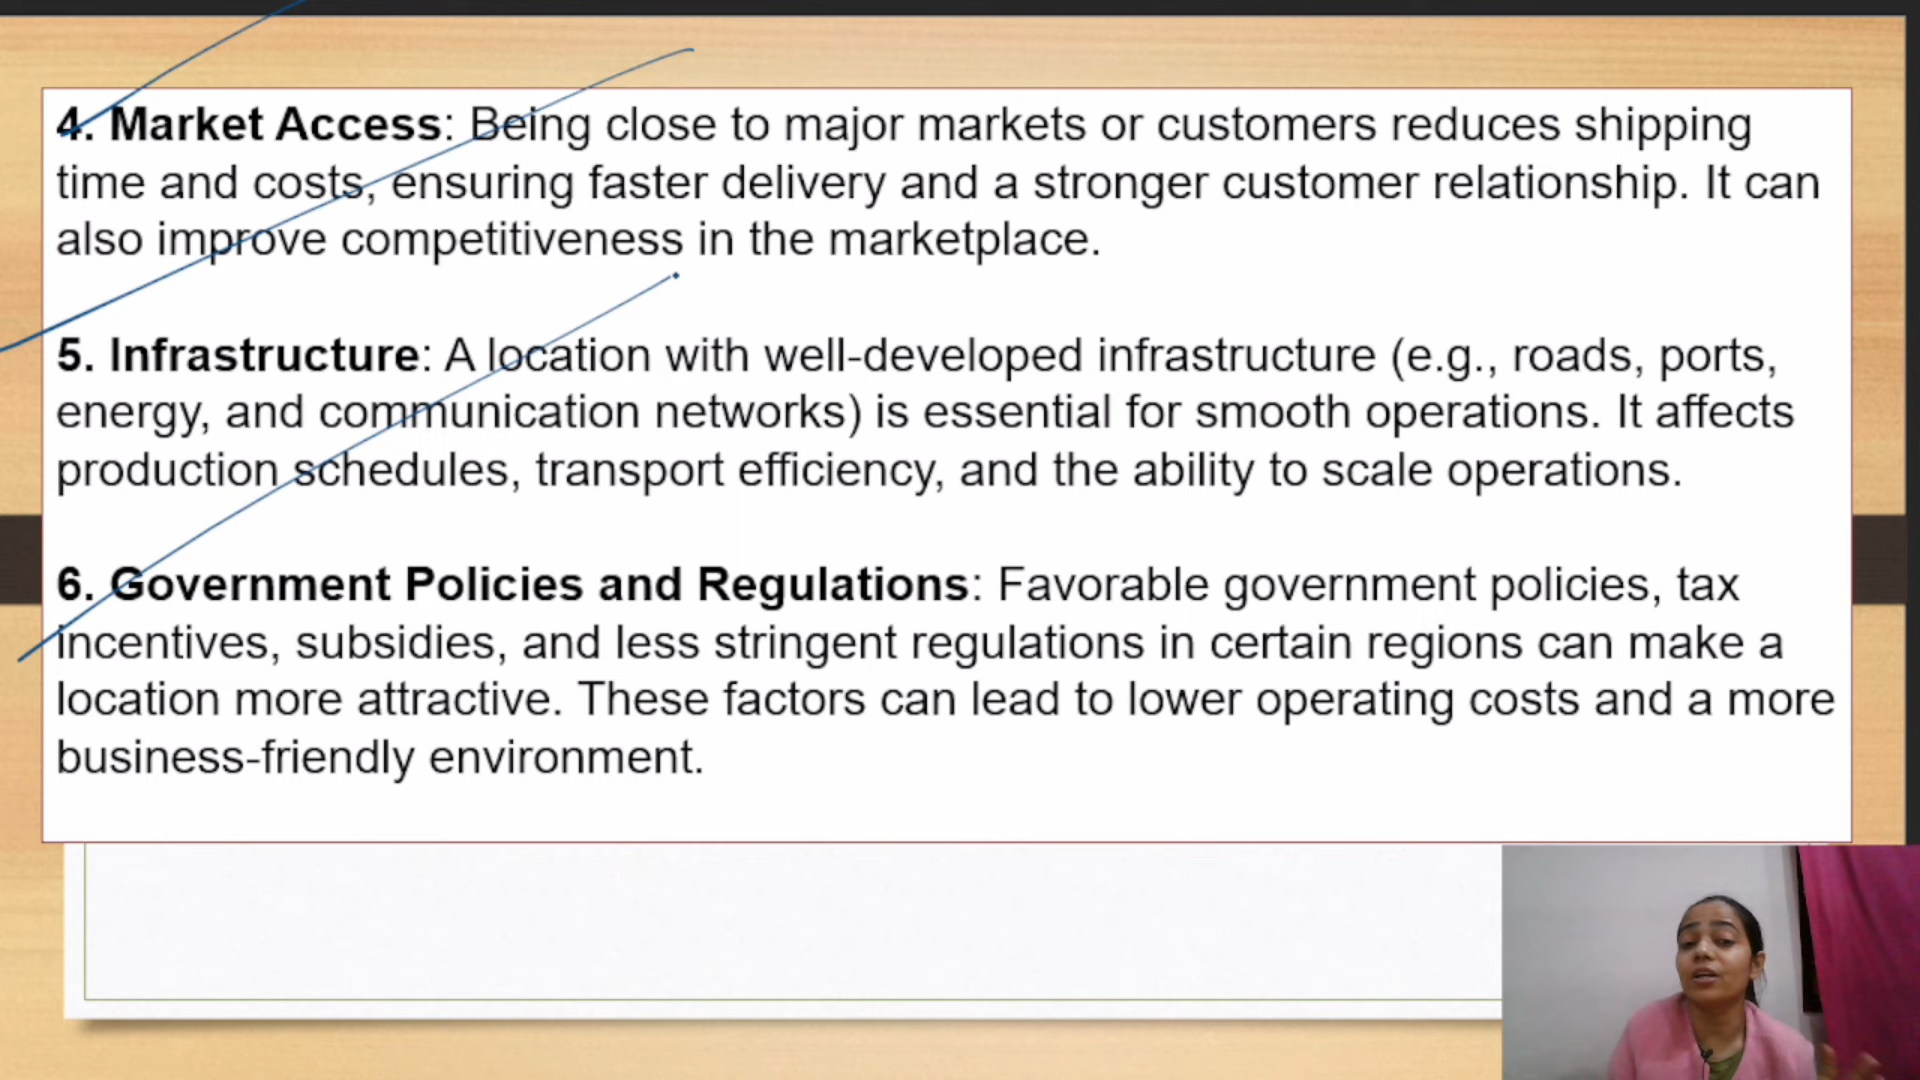 4. Market Access: Being close to major markets or customers reduces shipping
time and costs, ensuring faster delivery and a stronger customer relationship. It can
also improve competitiveness in the marketplace.
5. Infrastructure: A location with well-developed infrastructure (e.g., roads, ports,
energy, and communication networks) is essential for smooth operations. It affects
production schedules, transport efficiency, and the ability to scale operations.
6. Government Policies and Regulations: Favorable government policies, tax
incentives, subsidies, and less stringent regulations in certain regions can make a
location more attractive. These factors can lead to lower operating costs and a more
business-friendly environment.